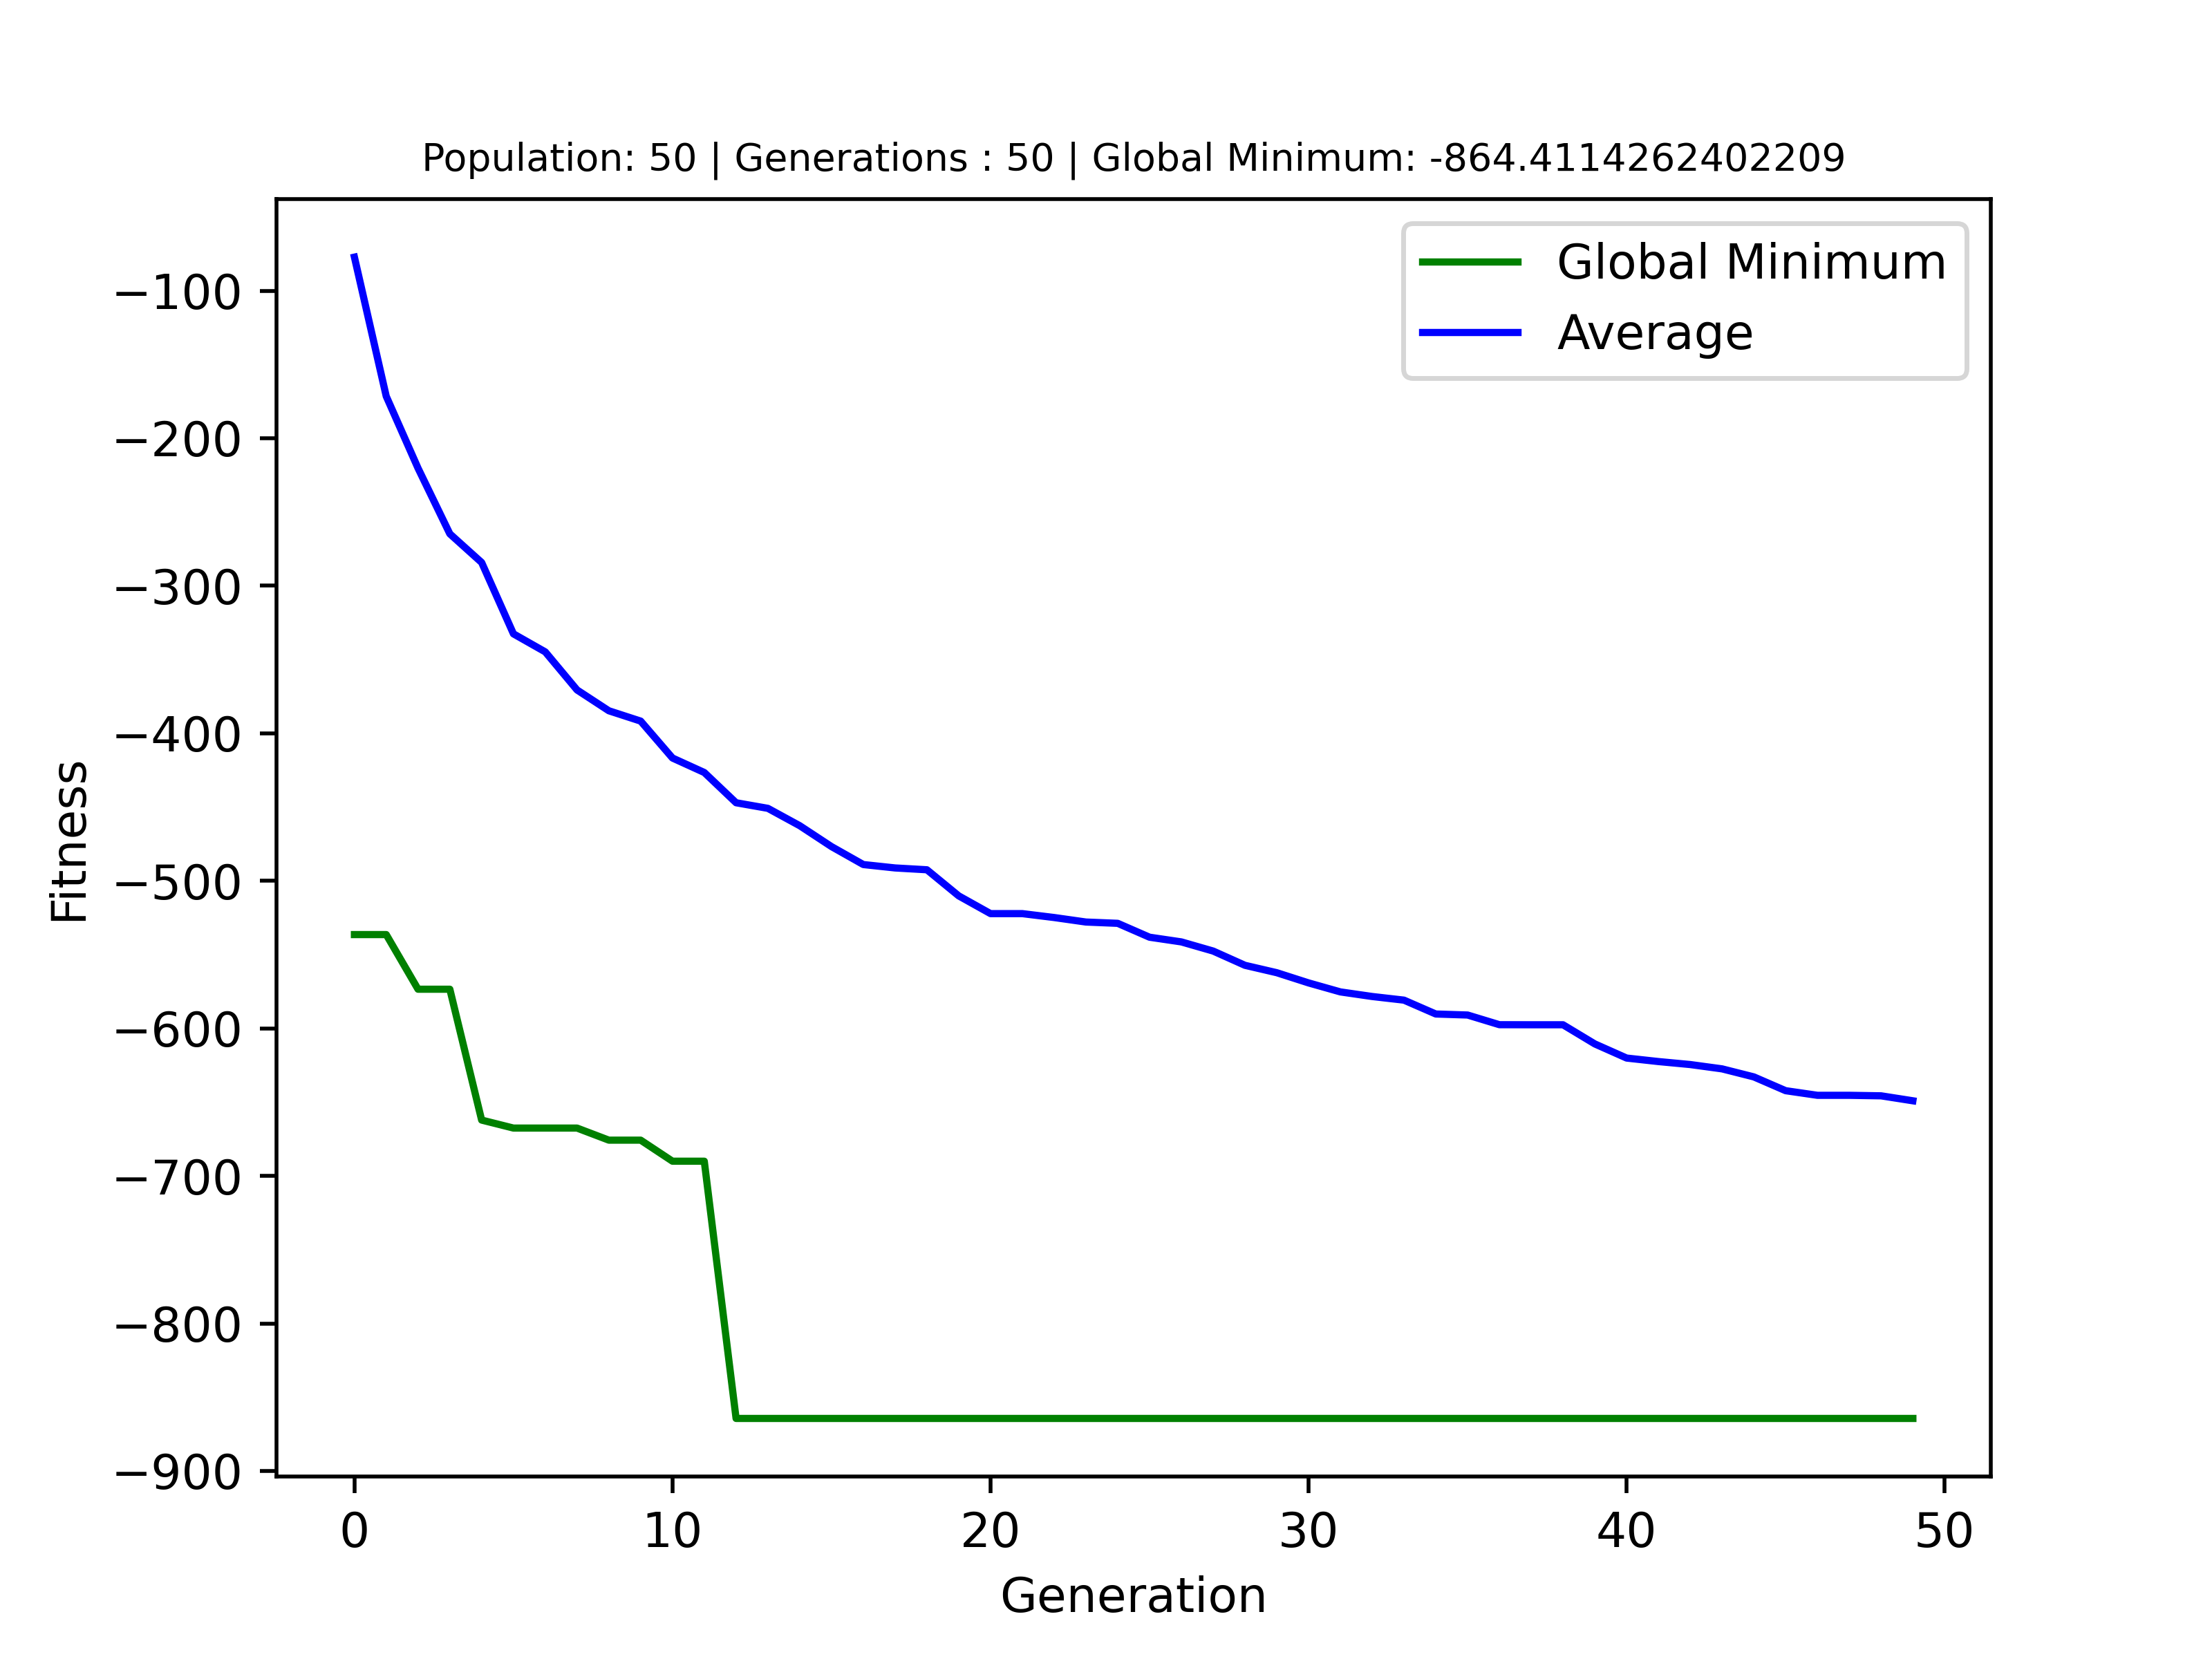 Population: 50 | Generations : 50 | Global Minimum: -864.4114262402209
Global Minimum
Average
−100
−200
−300
−400
−500
−600
−700
−800
−900
Fitness
0 10 20 30 40 50
Generation